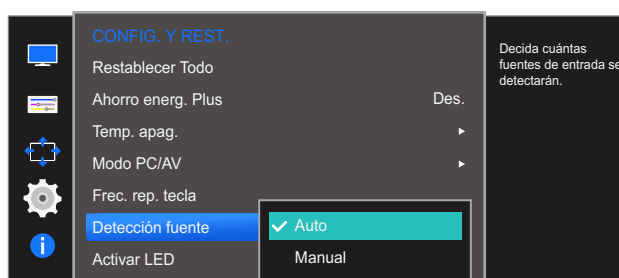 CONFIG. Y REST.
Restablecer Todo
Ahorro energ. Plus Des.
Temp. apag.
Modo PC/AV
Frec. rep. tecla
Detección fuente
Auto
Activar LED
Manual
Decida cuántas
fuentes de entrada se
detectarán.